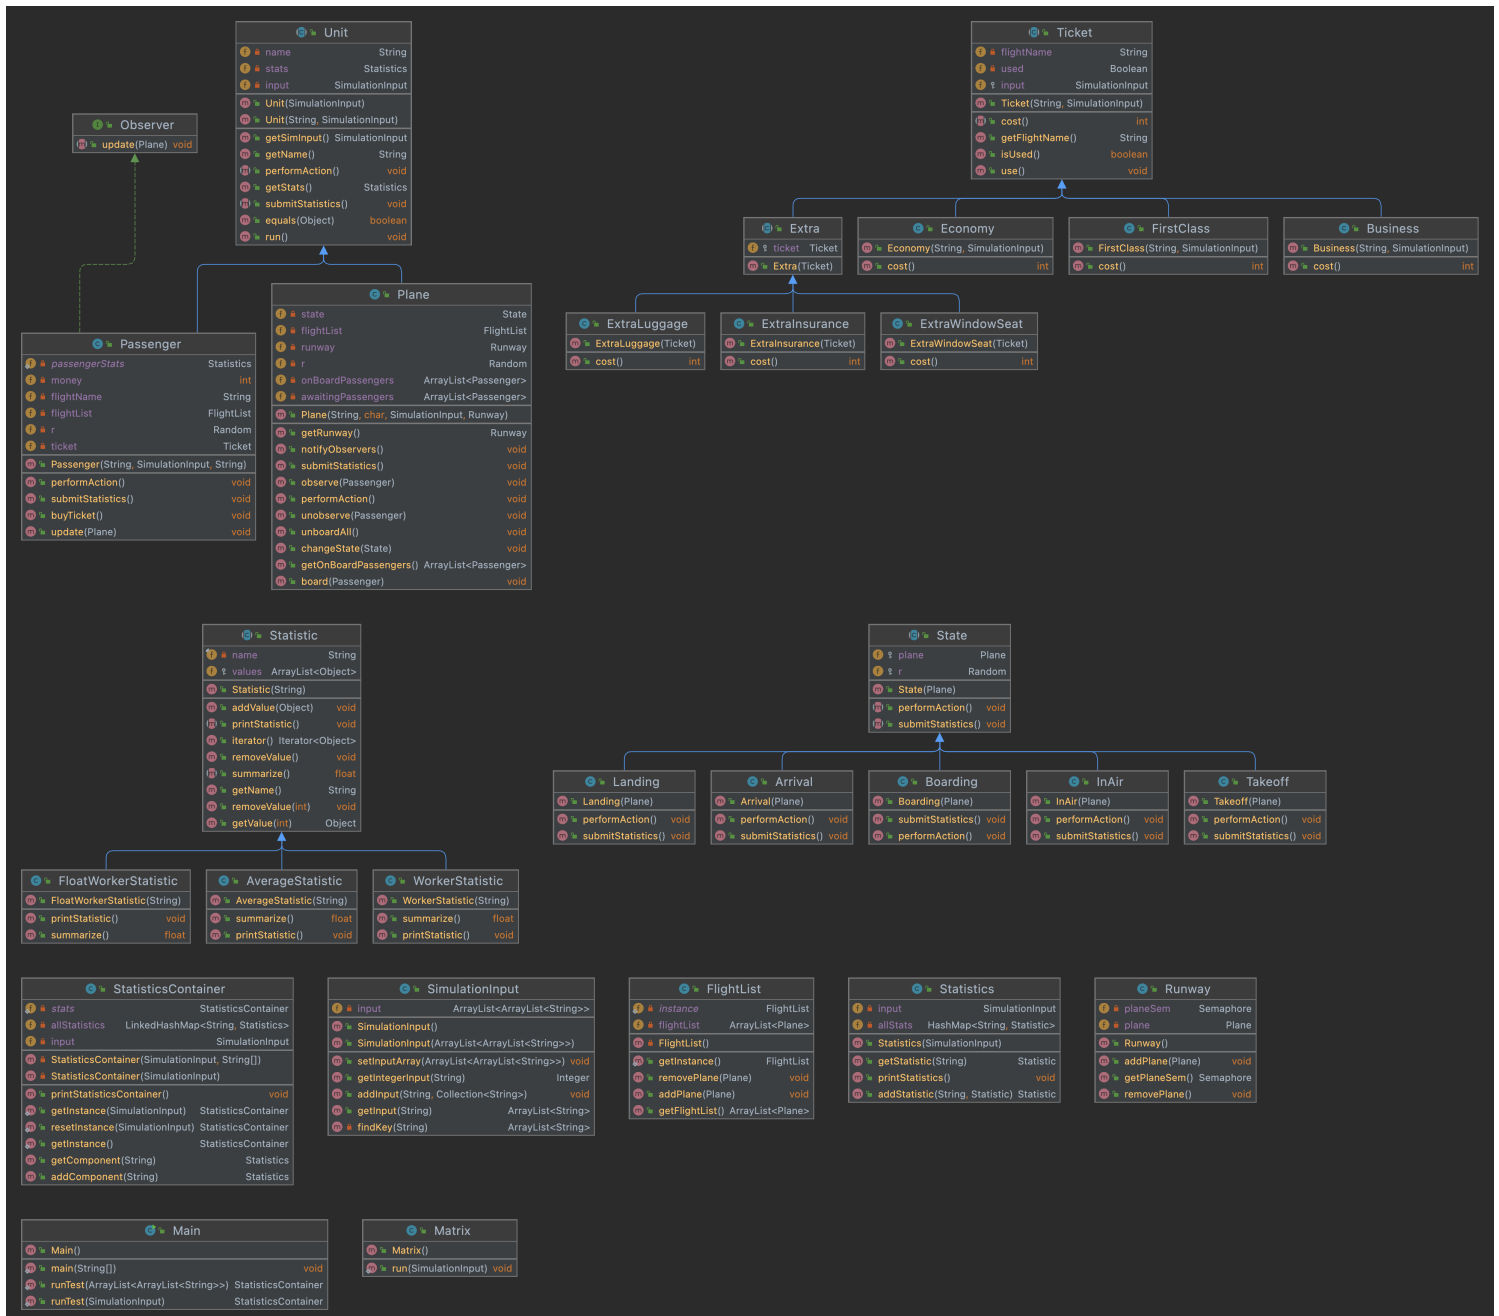 Unit
name String
stats Statistics
input SimulationInput
Unit(SimulationInput)
Unit(String, SimulationInput)
getSimInput() SimulationInput
getName() String
performAction() void
getStats() Statistics
submitStatistics() void
equals(Object) boolean
run() void
Ticket
flightName String
used Boolean
input SimulationInput
Ticket(String, SimulationInput)
cost() int
getFlightName() String
isUsed() boolean
use() void
Observer
update(Plane) void
Extra
ticket Ticket
Extra(Ticket)
Economy
Economy(String, SimulationInput)
cost() int
FirstClass
FirstClass(String, SimulationInput)
cost() int
Business
Business(String, SimulationInput)
cost() int
Plane
state State
flightList FlightList
runway Runway
r Random
onBoardPassengers ArrayList<Passenger>
awaitingPassengers ArrayList<Passenger>
Plane(String, char, SimulationInput, Runway)
getRunway() Runway
notifyObservers() void
submitStatistics() void
observe(Passenger) void
performAction() void
unobserve(Passenger) void
unboardAll() void
changeState(State) void
getOnBoardPassengers() ArrayList<Passenger>
board(Passenger) void
ExtraLuggage
ExtraLuggage(Ticket)
cost() int
ExtraInsurance
ExtraInsurance(Ticket)
cost() int
ExtraWindowSeat
ExtraWindowSeat(Ticket)
cost() int
Passenger
passengerStats Statistics
money int
flightName String
flightList FlightList
r Random
ticket Ticket
Passenger(String, SimulationInput, String)
performAction() void
submitStatistics() void
buyTicket() void
update(Plane) void
Statistic
name String
values ArrayList<Object>
Statistic(String)
addValue(Object) void
printStatistic() void
iterator() Iterator<Object>
removeValue() void
summarize() float
getName() String
removeValue(int) void
getValue(int) Object
State
plane Plane
r Random
State(Plane)
performAction() void
submitStatistics() void
Landing
Landing(Plane)
performAction() void
submitStatistics() void
Arrival
Arrival(Plane)
performAction() void
submitStatistics() void
Boarding
Boarding(Plane)
submitStatistics() void
performAction() void
InAir
InAir(Plane)
performAction() void
submitStatistics() void
Takeoff
Takeoff(Plane)
performAction() void
submitStatistics() void
FloatWorkerStatistic
FloatWorkerStatistic(String)
printStatistic() void
summarize() float
AverageStatistic
AverageStatistic(String)
summarize() float
printStatistic() void
WorkerStatistic
WorkerStatistic(String)
summarize() float
printStatistic() void
StatisticsContainer
stats StatisticsContainer
allStatistics LinkedHashMap<String, Statistics>
input SimulationInput
StatisticsContainer(SimulationInput, String[])
StatisticsContainer(SimulationInput)
printStatisticsContainer() void
getInstance(SimulationInput) StatisticsContainer
resetInstance(SimulationInput) StatisticsContainer
getInstance() StatisticsContainer
getComponent(String) Statistics
addComponent(String) Statistics
SimulationInput
input ArrayList<ArrayList<String>>
SimulationInput()
SimulationInput(ArrayList<ArrayList<String>>)
setInputArray(ArrayList<ArrayList<String>>) void
getIntegerInput(String) Integer
addInput(String, Collection<String>) void
getInput(String) ArrayList<String>
findKey(String) ArrayList<String>
FlightList
instance FlightList
flightList ArrayList<Plane>
FlightList()
getInstance() FlightList
removePlane(Plane) void
addPlane(Plane) void
getFlightList() ArrayList<Plane>
Statistics
input SimulationInput
allStats HashMap<String, Statistic>
Statistics(SimulationInput)
getStatistic(String) Statistic
printStatistics() void
addStatistic(String, Statistic) Statistic
Runway
planeSem Semaphore
plane Plane
Runway()
addPlane(Plane) void
getPlaneSem() Semaphore
removePlane() void
Main
Main()
main(String[]) void
runTest(ArrayList<ArrayList<String>>) StatisticsContainer
runTest(SimulationInput) StatisticsContainer
Matrix
Matrix()
run(SimulationInput) void